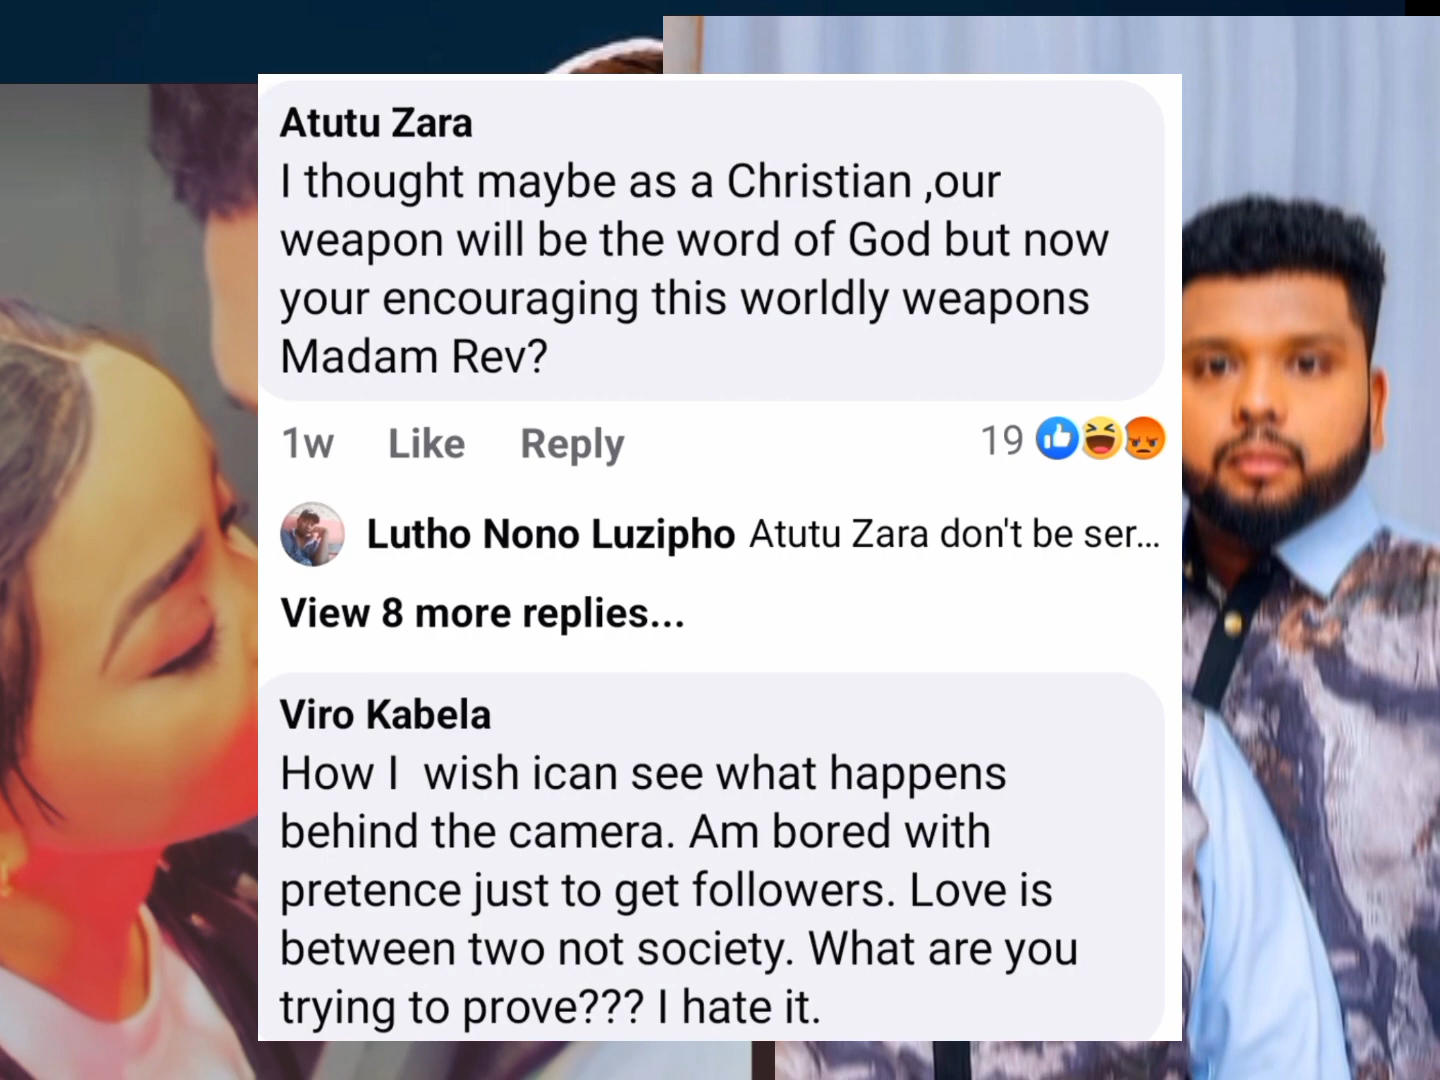 Atutu Zara
I thought maybe as a Christian ,our
weapon will be the word of God but now
your encouraging this worldly weapons
Madam Rev?
1w Like Reply 19
Lutho Nono Luzipho Atutu Zara don't be ser...
View 8 more replies...
Viro Kabela
How I  wish ican see what happens
behind the camera. Am bored with
pretence just to get followers. Love is
between two not society. What are you
trying to prove??? I hate it.